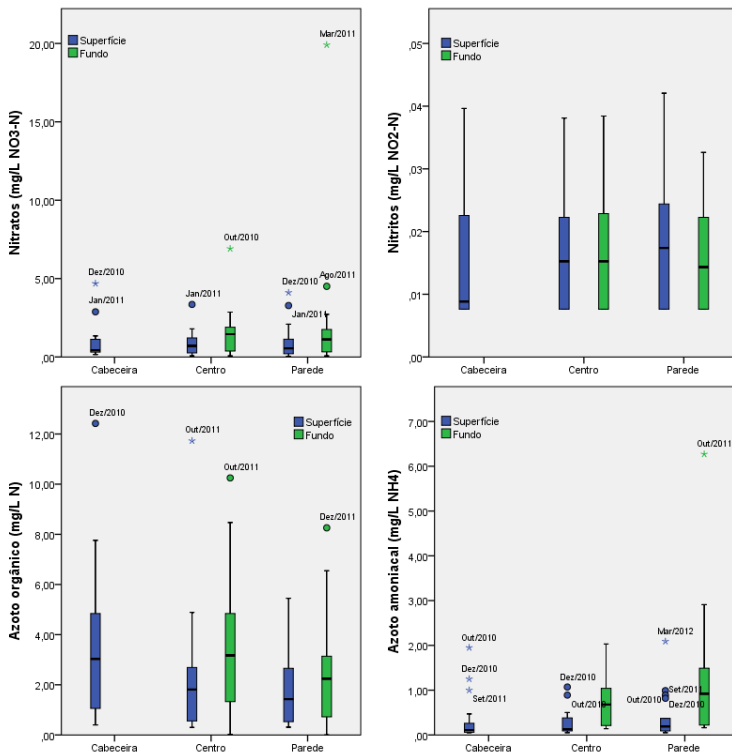 Nitratos (mg/L NO3-N)
20,00
15,00
10,00
5,00
,00
Superfície
Fundo
Mar/2011
Out/2010
Dez/2010
Jan/2011
Jan/2011
Dez/2010
Jan/2011
Ago/2011
Cabeceira Centro Parede
Nitritos (mg/L NO2-N)
,05
,04
,03
,02
,01
,00
Superfície
Fundo
Cabeceira Centro Parede
Azoto orgânico (mg/L N)
12,00
10,00
8,00
6,00
4,00
2,00
,00
Superfície
Fundo
Dez/2010
Out/2011
Out/2011
Dez/2011
Cabeceira Centro Parede
Azoto amoniacal (mg/L NH4)
7,00
6,00
5,00
4,00
3,00
2,00
1,00
,00
Superfície
Fundo
Out/2011
Out/2010
Dez/2010
Set/2011
Dez/2010
Out/2010
Mar/2012
Set/2011
Out/2010
Dez/2010
Cabeceira Centro Parede